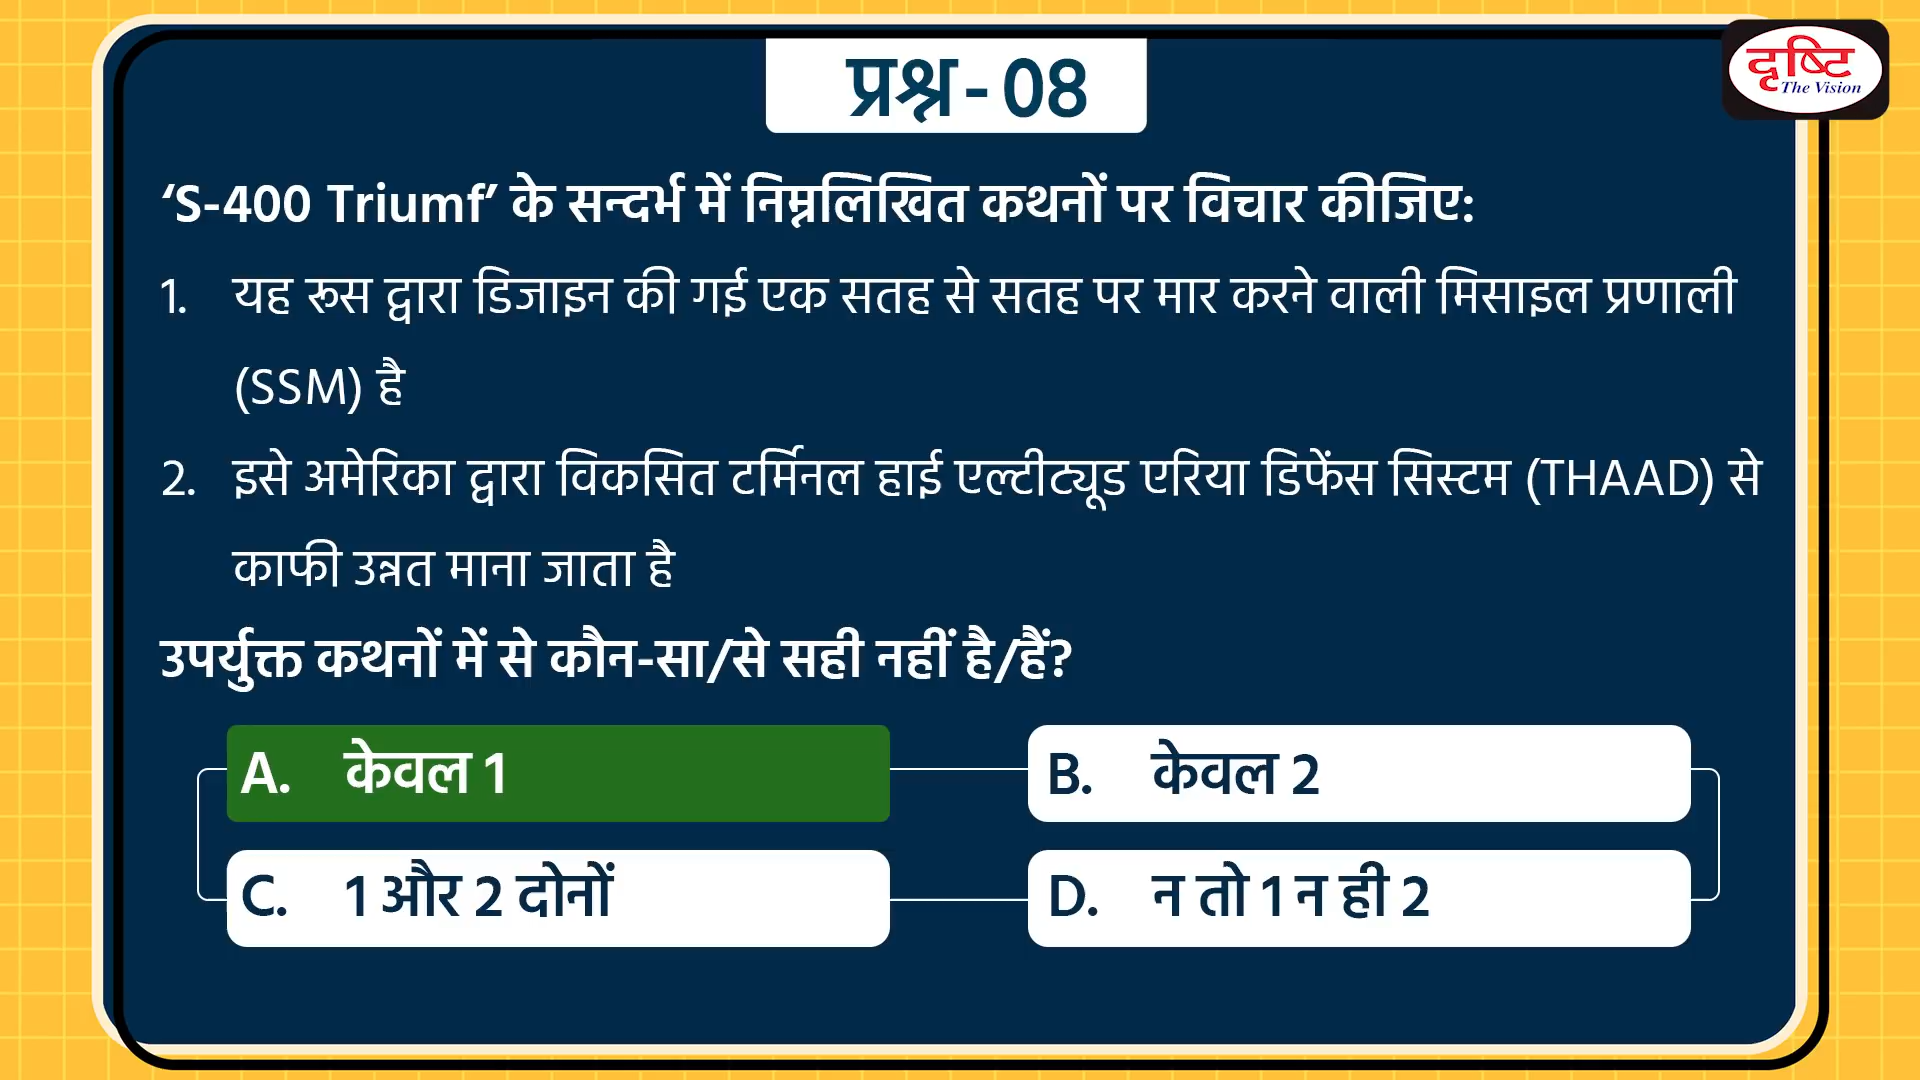 प्रश्न - 08
दृष्टि
The Vision
‘S-400 Triumf’ के सन्दर्भ में निम्नलिखित कथनों पर विचार कीजिए:
1. यह रूस द्वारा डिजाइन की गई एक सतह से सतह पर मार करने वाली मिसाइल प्रणाली
(SSM) है
2. इसे अमेरिका द्वारा विकसित टर्मिनल हाई एल्टीट्यूड एरिया डिफेंस सिस्टम (THAAD) से
काफी उन्नत माना जाता है
उपर्युक्त कथनों में से कौन-सा/से सही नहीं है/हैं?
A. केवल 1
B. केवल 2
C. 1 और 2 दोनों
D. न तो 1 न ही 2